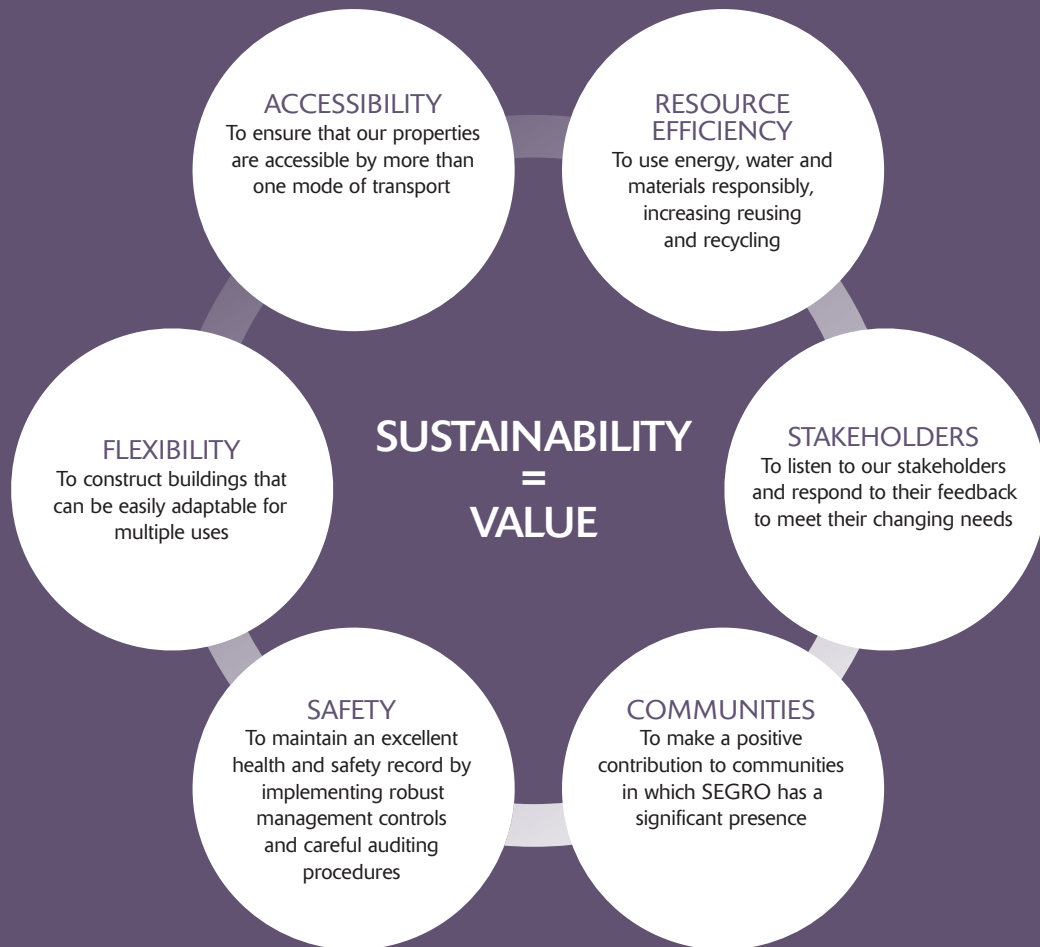 ACCESSIBILITY
To ensure that our properties
are accessible by more than
one mode of transport
RESOURCE
EFFICIENCY
To use energy, water and
materials responsibly,
increasing reusing
and recycling
FLEXIBILITY
To construct buildings that
can be easily adaptable for
multiple uses
SUSTAINABILITY
=
VALUE
STAKEHOLDERS
To listen to our stakeholders
and respond to their feedback
to meet their changing needs
SAFETY
To maintain an excellent
health and safety record by
implementing robust
management controls
and careful auditing
procedures
COMMUNITIES
To make a positive
contribution to communities
in which SEGRO has a
significant presence